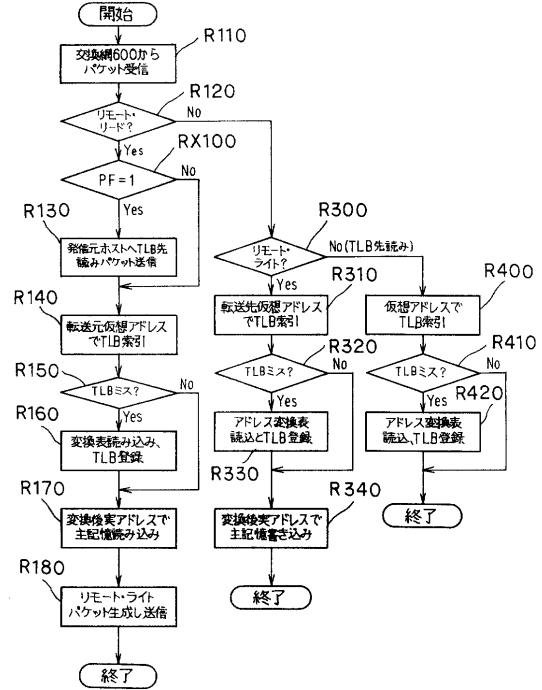 開始
R110
交換網600から
パケット受信
R120
リモート・
リード?
No
Yes
RX100
PF=1
No
Yes
R130
発信元ホストへTLB先
読みパケット送信
R140
転送元仮想アドレス
でTLB索引
R150
TLBミス?
No
Yes
R160
変換表読み込み、
TLB登録
R170
変換後実アドレスで
主記憶読み込み
R180
リモート・ライト
パケット生成し送信
終了
R300
リモート・
ライト?
No(TLB先読み)
Yes
R310
転送先仮想アドレス
でTLB索引
R320
TLBミス?
No
Yes
アドレス変換表
読込とTLB登録
R330
R340
変換後実アドレスで
主記憶書き込み
終了
R400
仮想アドレスで
TLB索引
R410
TLBミス?
No
Yes
R420
アドレス変換表
読込、TLB登録
終了